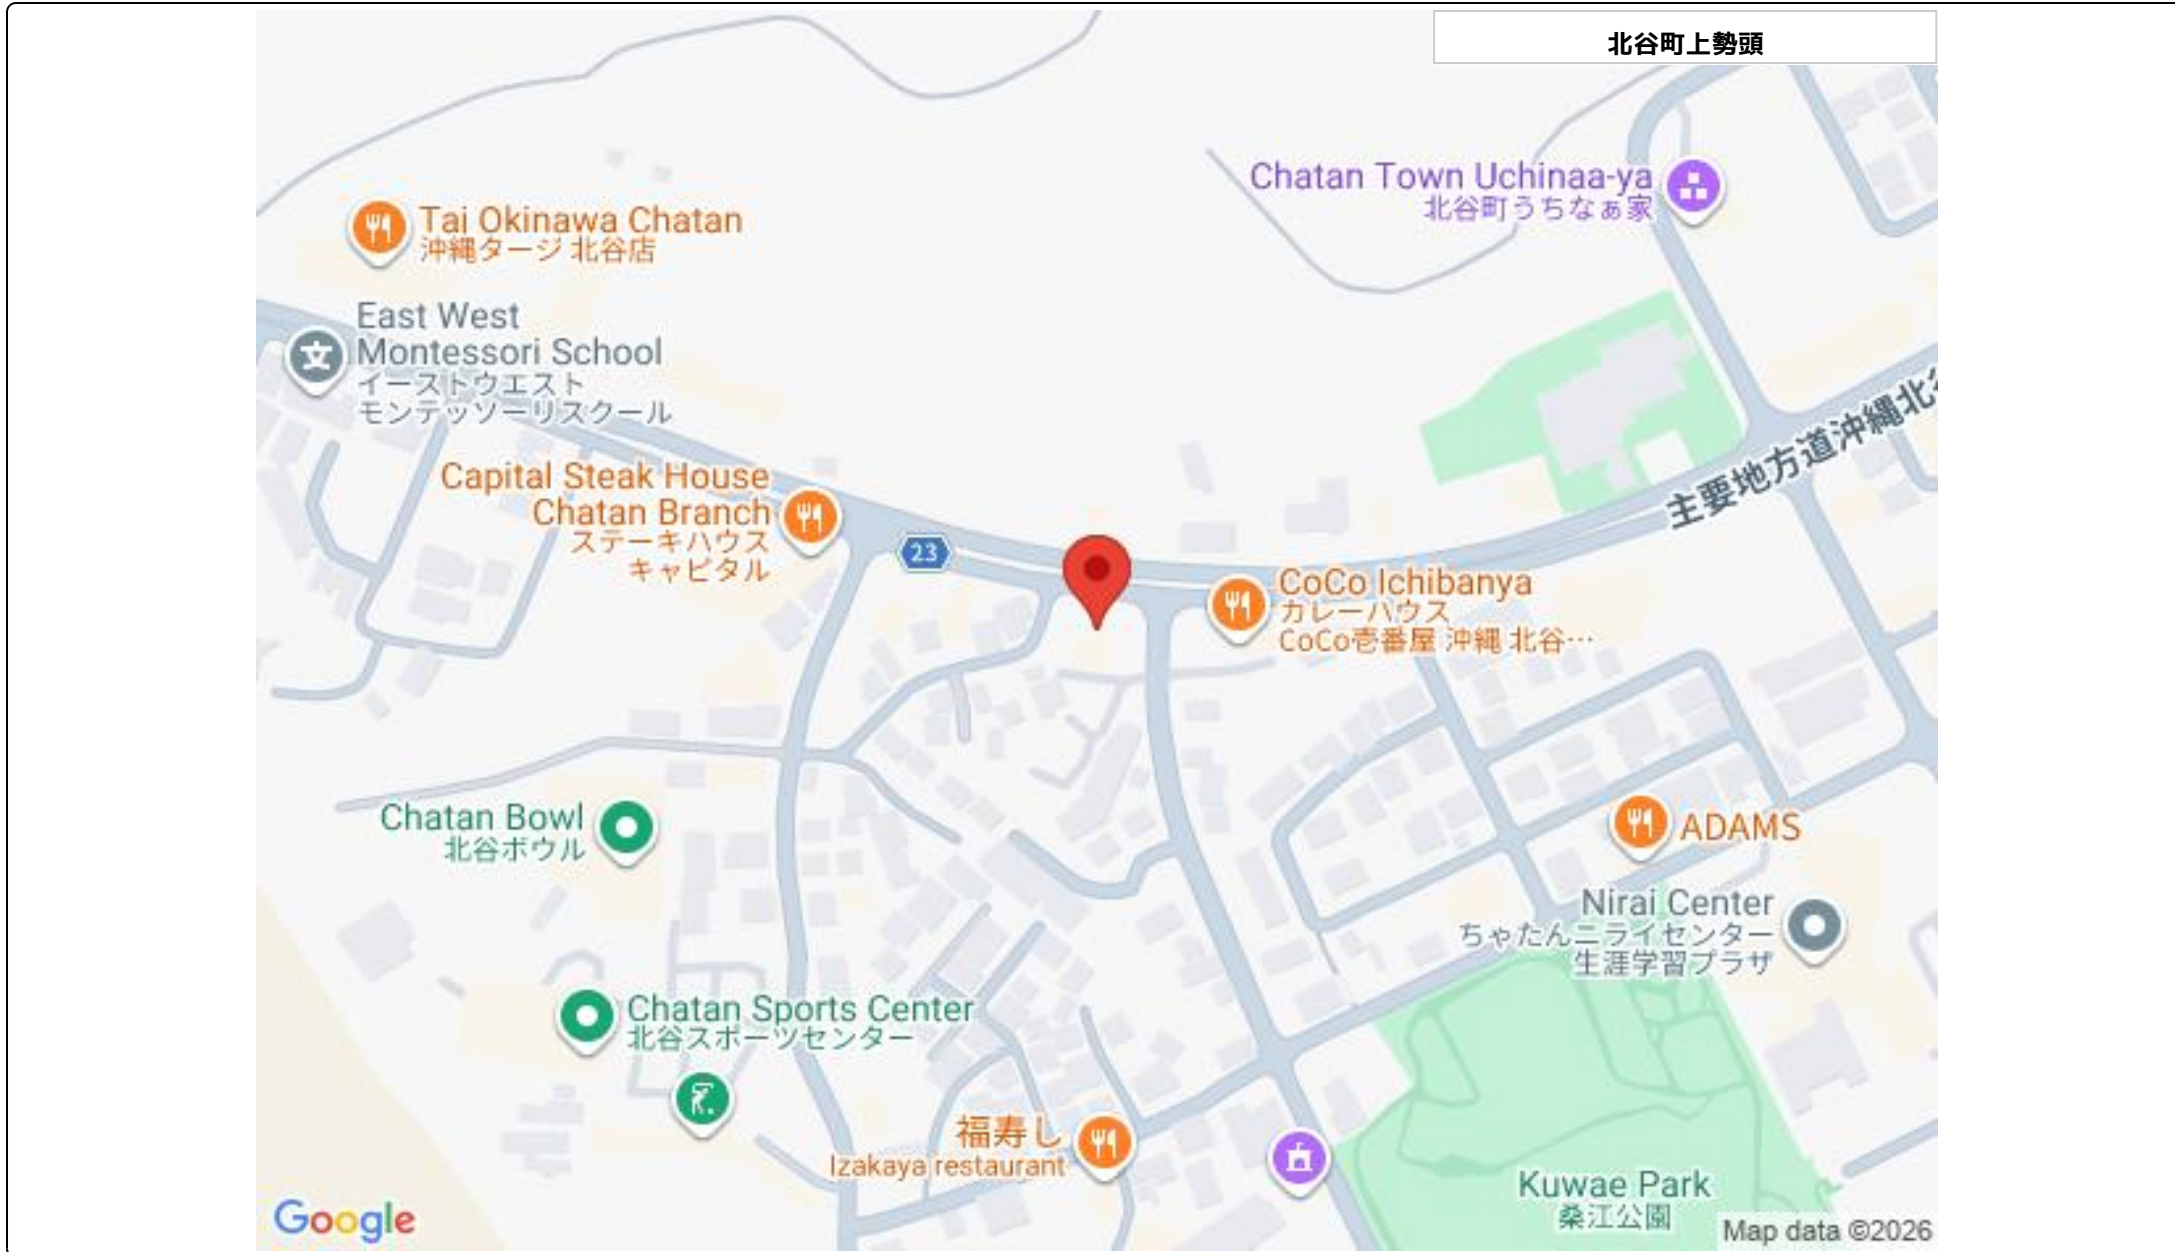 北谷町上勢頭
Chatan Town Uchinaa-ya
北谷町うちなぁ家
Tai Okinawa Chatan
沖縄タージ 北谷店
East West
Montessori School
イーストウエスト
モンテッソーリスクール
主要地方道沖縄北
Capital Steak House
Chatan Branch
ステーキハウス
キャピタル
23
CoCo Ichibanya
カレーハウス
CoCo壱番屋 沖縄 北谷…
Chatan Bowl
北谷ボウル
ADAMS
Nirai Center
ちゃたんニライセンター
生涯学習プラザ
Chatan Sports Center
北谷スポーツセンター
福寿し
Izakaya restaurant
Kuwae Park
桑江公園
Google
Map data ©2026